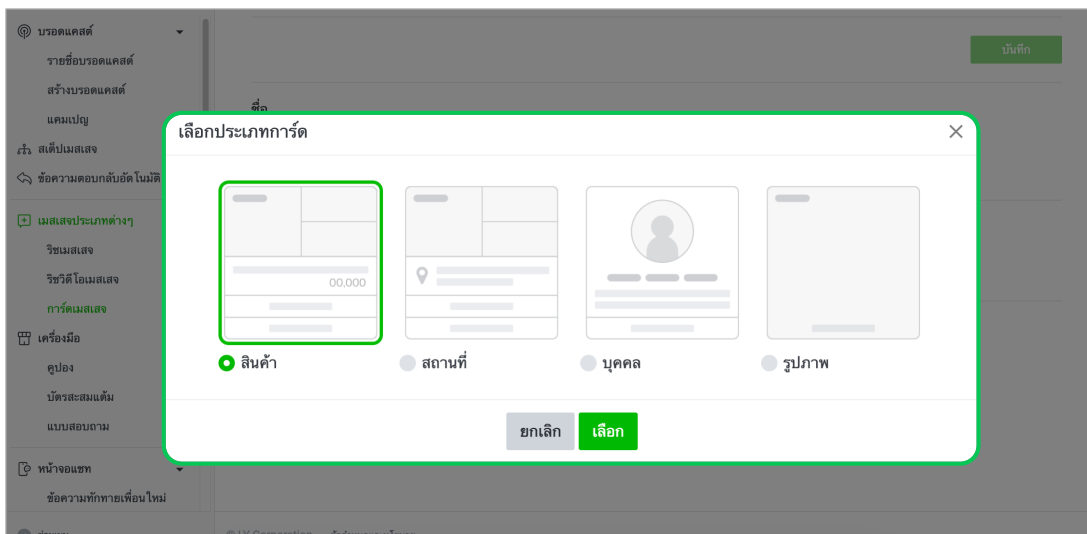 บรอดแคสต์
รายชื่อบรอดแคสต์
สร้างบรอดแคสต์
แคมเปญ
สเต็ปเมสเสจ
ข้อความตอบกลับอัตโนมัติ
เมสเสจประเภทต่างๆ
ริชเมสเสจ
ริชวิดีโอเมสเสจ
การ์ดเมสเสจ
เครื่องมือ
คูปอง
บัตรสะสมแต้ม
แบบสอบถาม
หน้าจอแชท
ข้อความทักทายเพื่อนใหม่
บันทึก
ชื่อ
เลือกประเภทการ์ด
00,000
สินค้า
สถานที่
บุคคล
รูปภาพ
ยกเลิก
เลือก
© LY Corporation